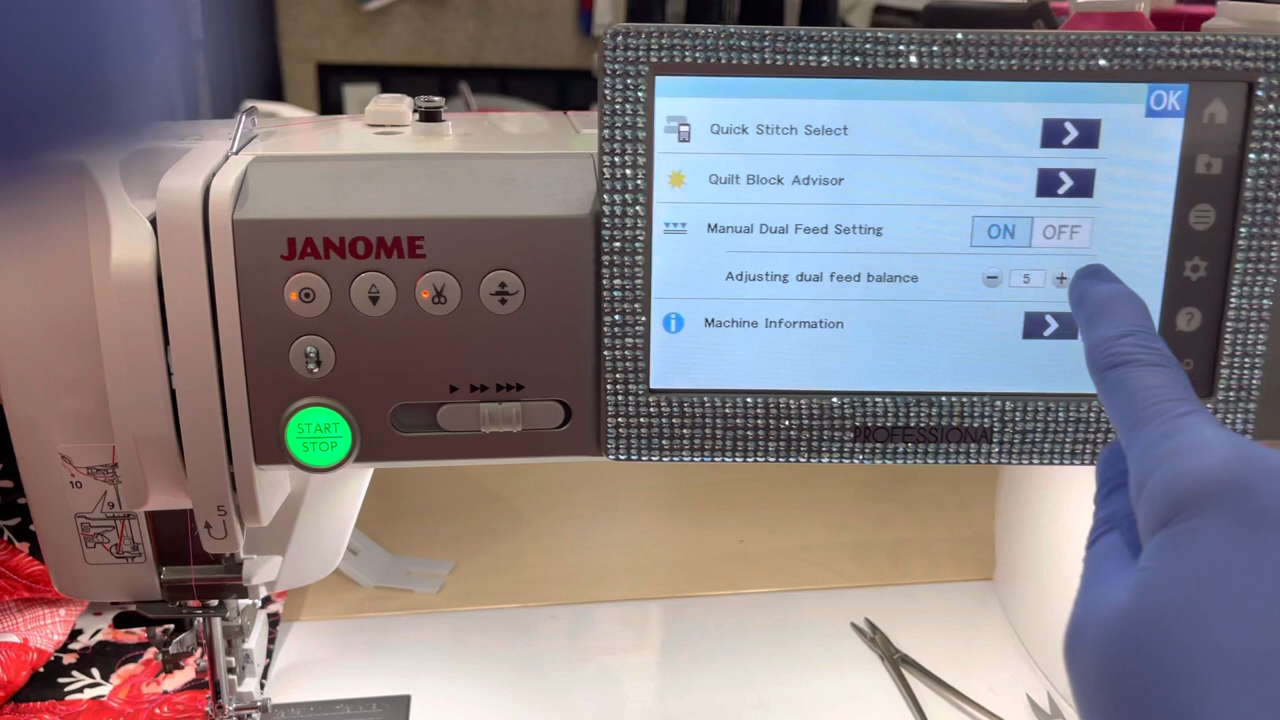 OK
Quick Stitch Select
Quilt Block Advisor
Manual Dual Feed Setting ON OFF
Adjusting dual feed balance − 5 +
Machine Information
JANOME
START
STOP
PROFESSIONAL
10
9
5